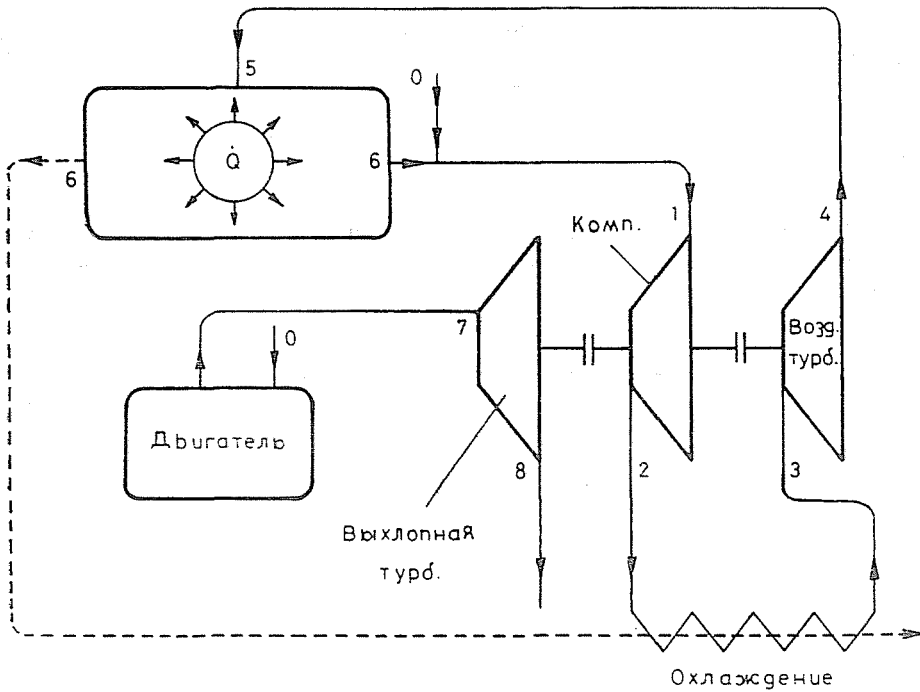 5
0
6
Q̇
6
1
4
Комп.
7
0
Возд.
турб.
Двигатель
8
2
3
Выхлопная
турб.
Охлаждение